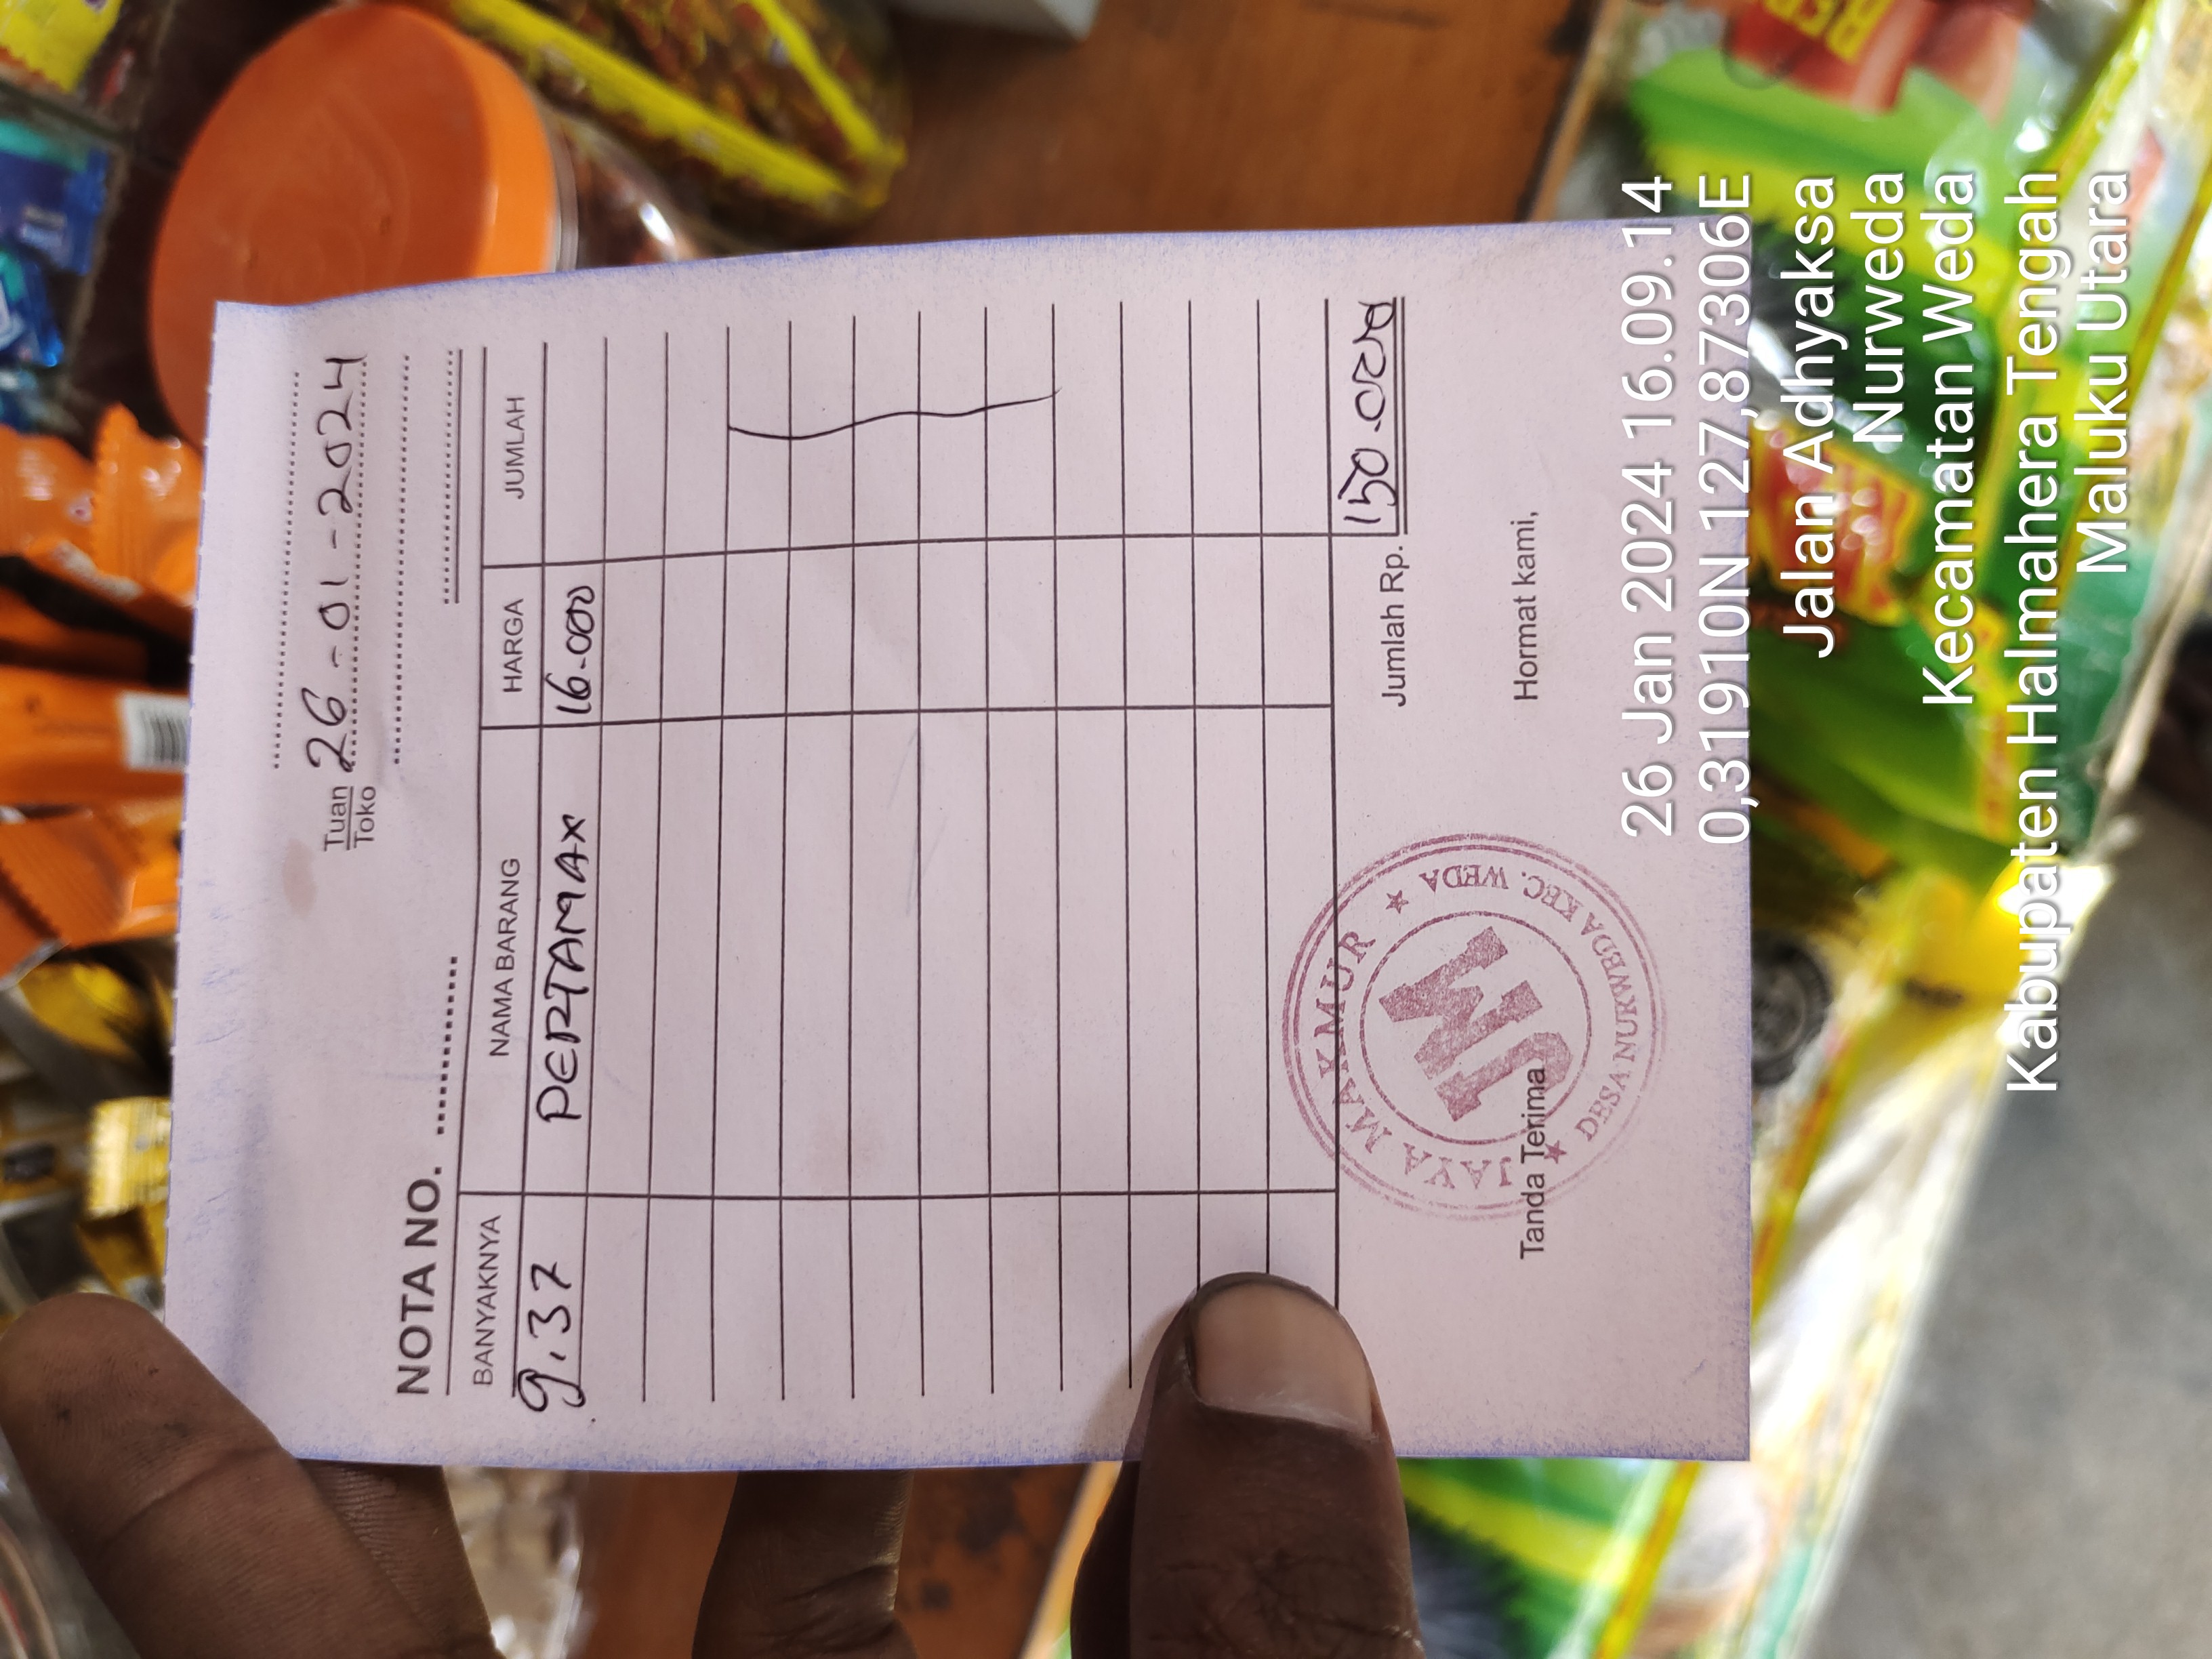 Tuan 26-01-2024
Toko
NOTA NO.
BANYAKNYA NAMA BARANG HARGA JUMLAH
9,37 PERTAMAX 16.000
Jumlah Rp. 150.000
Tanda Terima Hormat kami,
JAYA MAKMUR
JM
DESA NURWEDA KEC. WEDA
26 Jan 2024 16.09.14
0,31910N 127,87306E
Jalan Adhyaksa
Nurweda
Kecamatan Weda
Kabupaten Halmahera Tengah
Maluku Utara